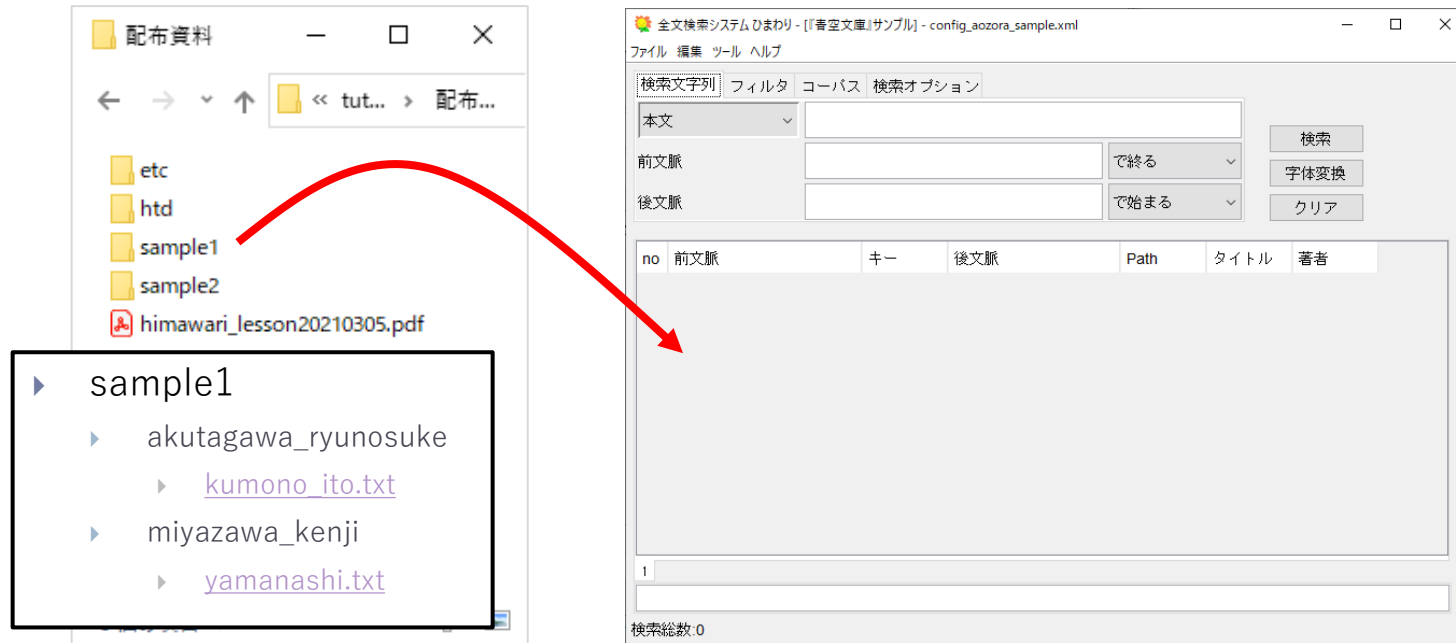 配布資料
« tut... › 配布...
etc
htd
sample1
sample2
himawari_lesson20210305.pdf
sample1
akutagawa_ryunosuke
kumono_ito.txt
miyazawa_kenji
yamanashi.txt
全文検索システム ひまわり - [『青空文庫』サンプル] - config_aozora_sample.xml
ファイル 編集 ツール ヘルプ
検索文字列 フィルタ コーパス 検索オプション
本文
検索
前文脈 で終る
字体変換
後文脈 で始まる
クリア
no 前文脈 キー 後文脈 Path タイトル 著者
1
検索総数:0